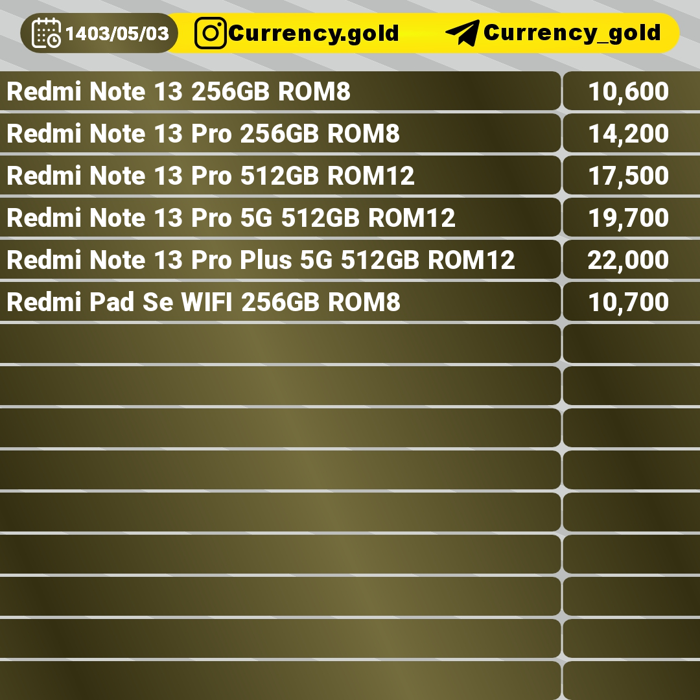 1403/05/03 Currency.gold Currency_gold
Redmi Note 13 256GB ROM8 10,600
Redmi Note 13 Pro 256GB ROM8 14,200
Redmi Note 13 Pro 512GB ROM12 17,500
Redmi Note 13 Pro 5G 512GB ROM12 19,700
Redmi Note 13 Pro Plus 5G 512GB ROM12 22,000
Redmi Pad Se WIFI 256GB ROM8 10,700